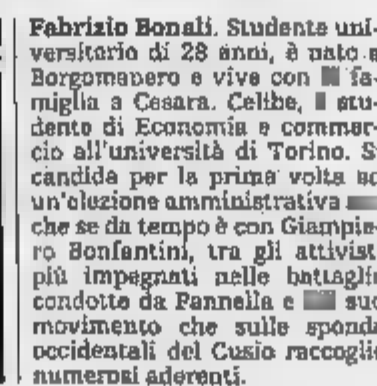 Fabrizio Bonali. Studente uni-
versitario di 28 anni, è nato a
Borgomanero e vive con fa-
miglia a Cesara. Celibe, stu-
dente di Economia e commer-
cio all'università di Torino. S
candida per la prima volta ad
un'elezione amministrativa
che se da tempo è con Giampie-
ro Bonfantini, tra gli attivist
più impegnati nelle battaglie
condotte da Pannella e suo
movimento che sulle sponde
occidentali del Cusio raccoglie
numerosi aderenti.